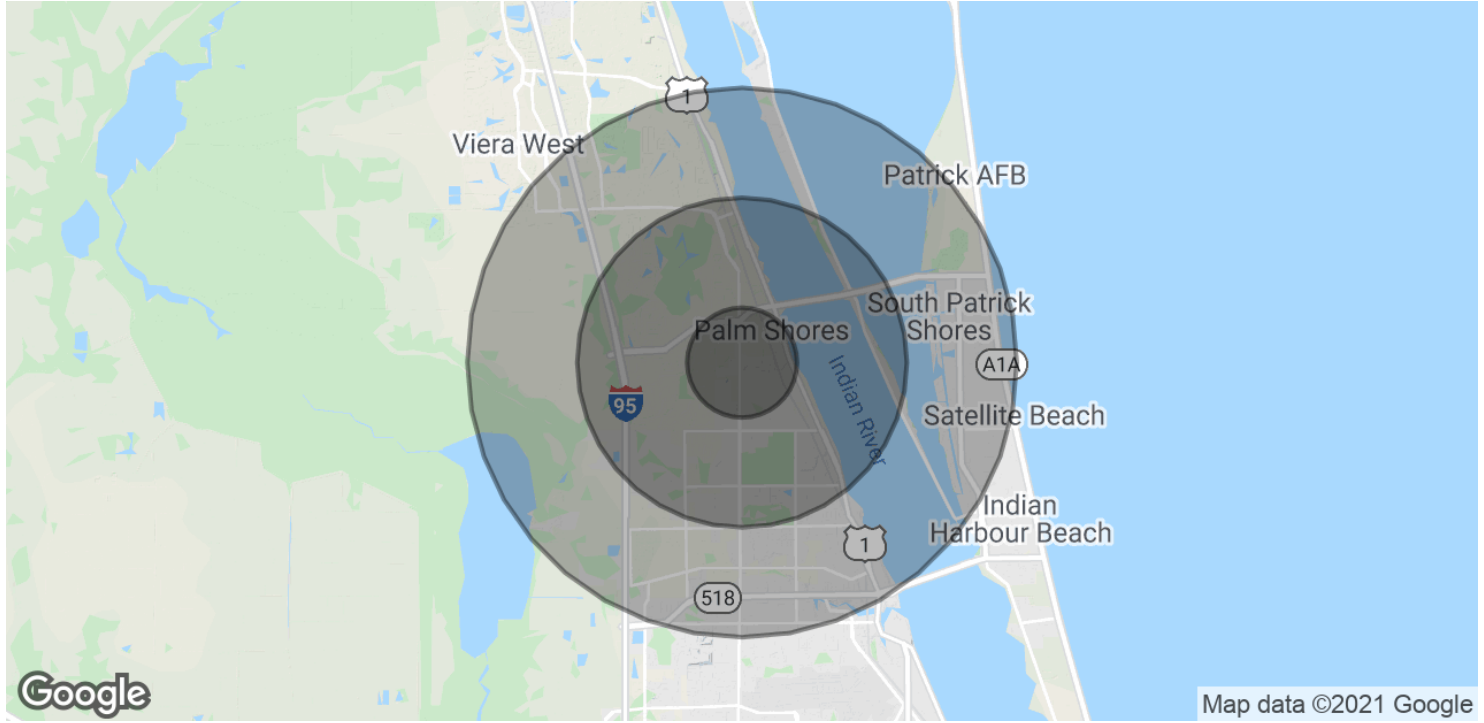 1
Viera West
Patrick AFB
South Patrick
Shores
Palm Shores
A1A
Indian River
95
Satellite Beach
Indian
Harbour Beach
1
518
Google
Map data ©2021 Google